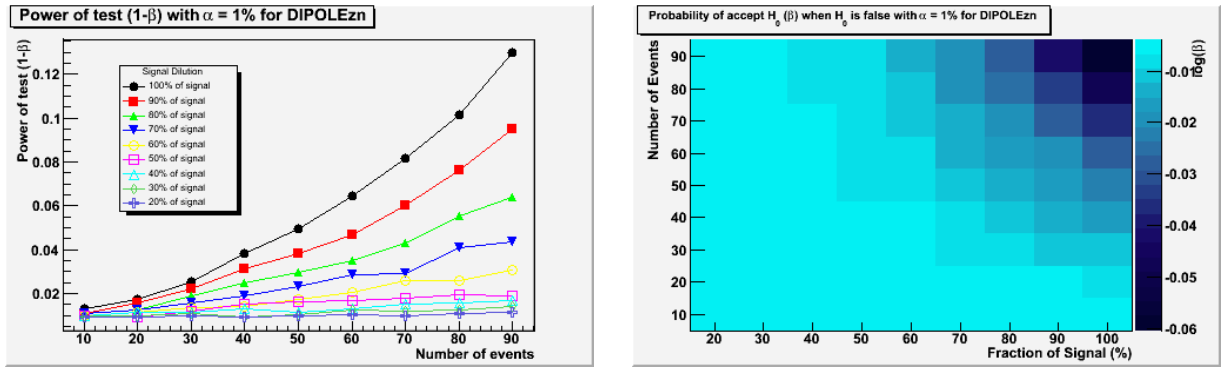 Power of test (1-β) with α = 1% for DIPOLEzn
Power of test (1-β)
0.12
0.1
0.08
0.06
0.04
0.02
Signal Dilution
100% of signal
90% of signal
80% of signal
70% of signal
60% of signal
50% of signal
40% of signal
30% of signal
20% of signal
10 20 30 40 50 60 70 80 90
Number of events
Probability of accept H0 (β) when H0 is false with α = 1% for DIPOLEzn
Number of Events
90
80
70
60
50
40
30
20
10
20 30 40 50 60 70 80 90 100
Fraction of Signal (%)
log(β)
-0.01
-0.02
-0.03
-0.04
-0.05
-0.06